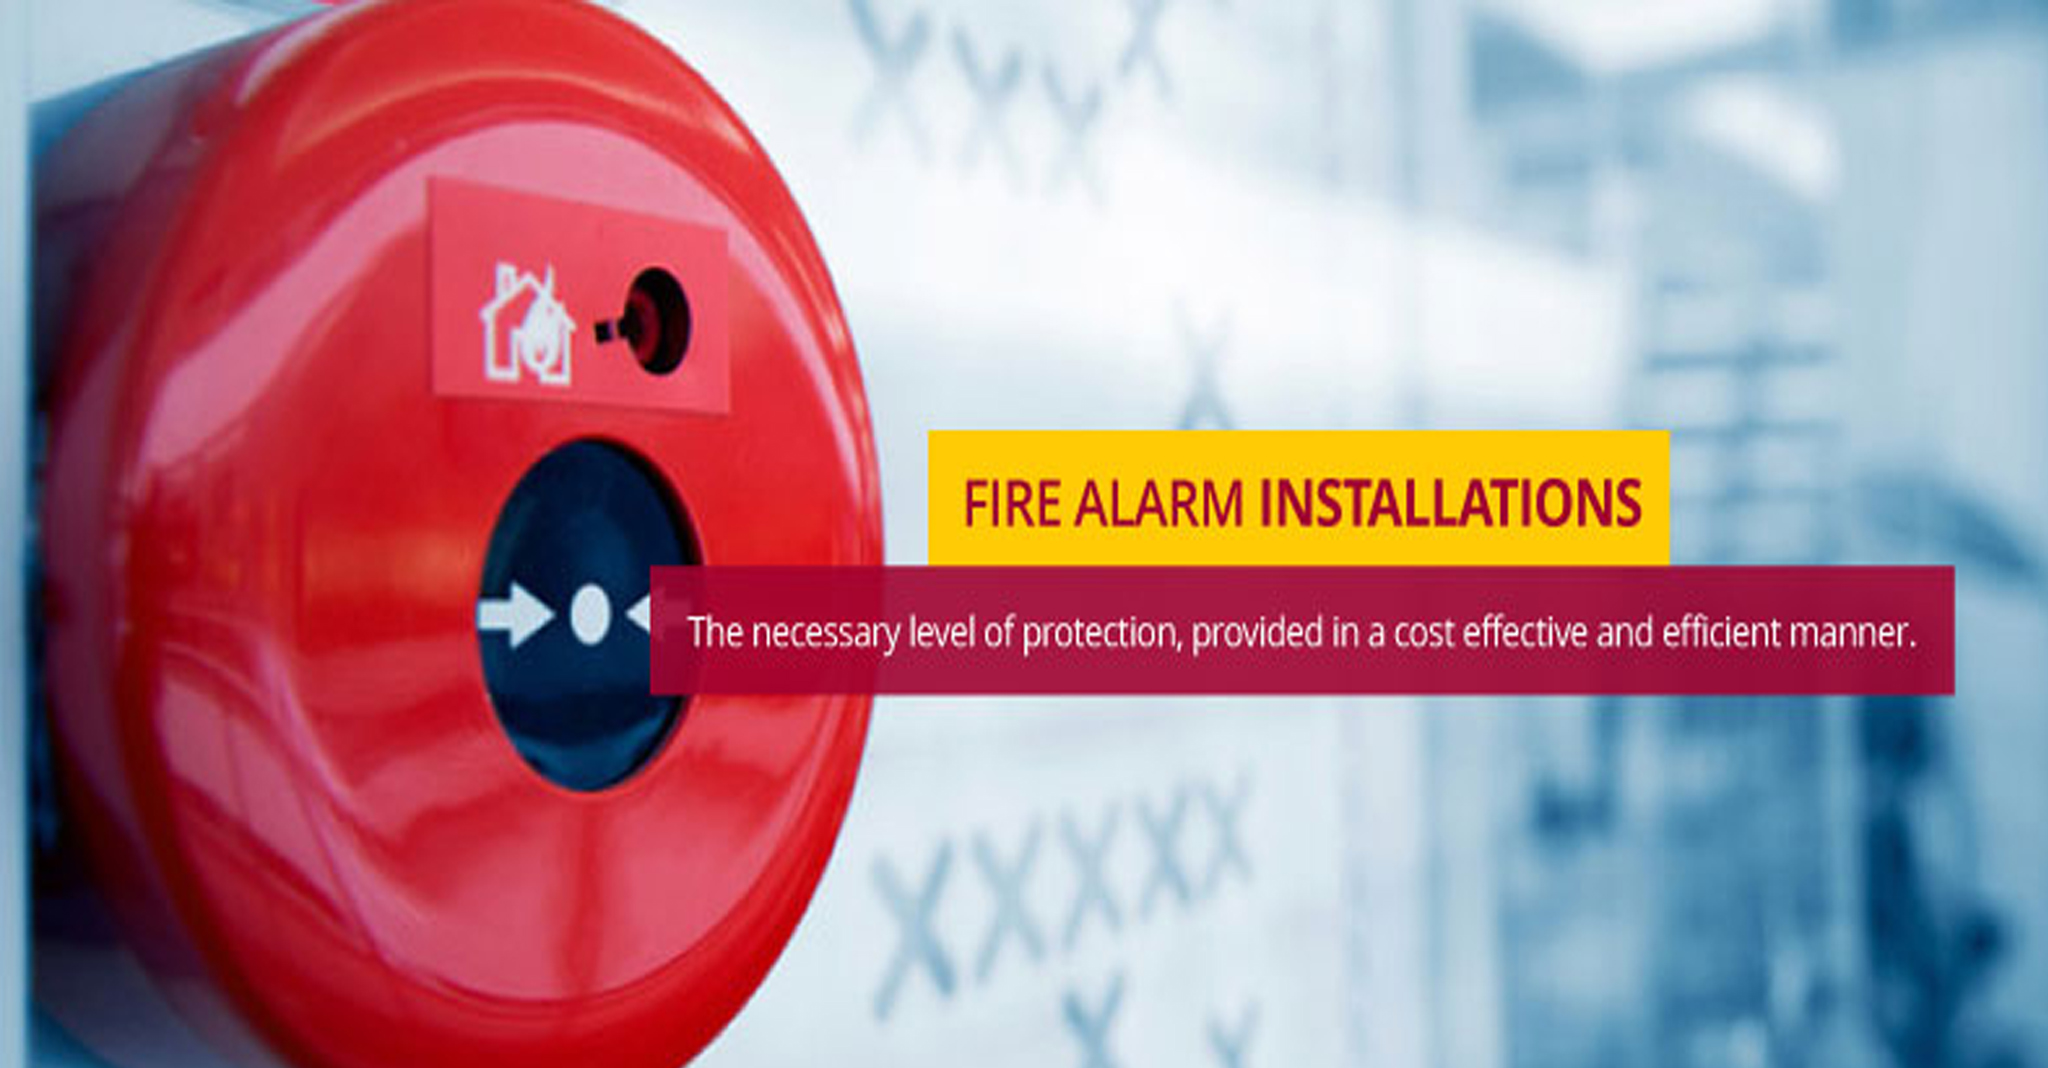 FIRE ALARM INSTALLATIONS
The necessary level of protection, provided in a cost effective and efficient manner.